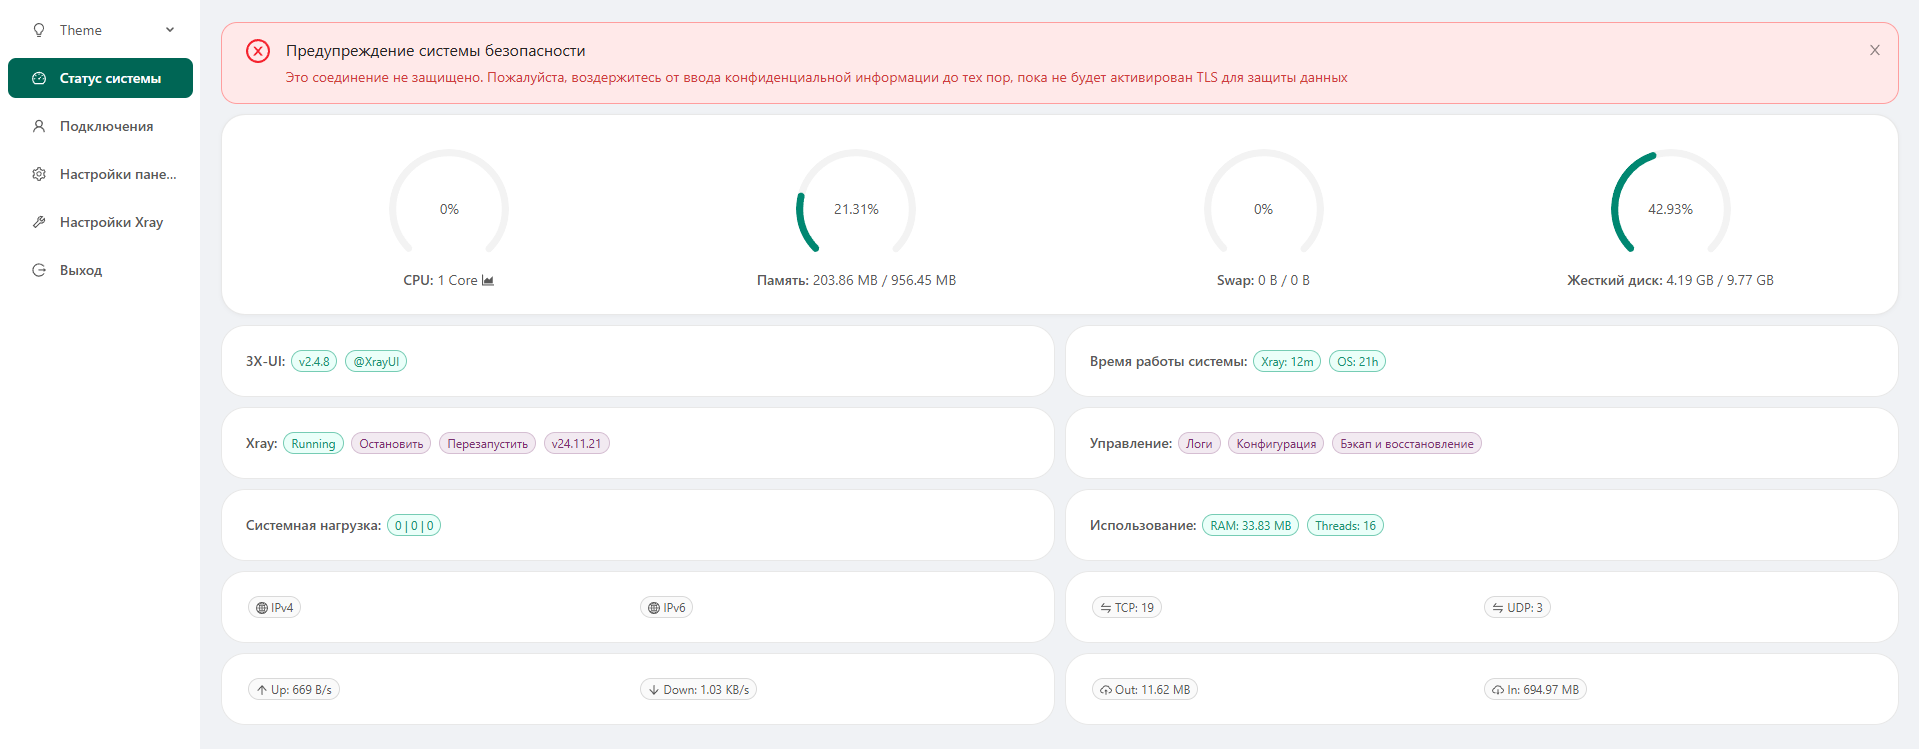 Theme
Статус системы
Подключения
Настройки пане...
Настройки Xray
Выход
Предупреждение системы безопасности
Это соединение не защищено. Пожалуйста, воздержитесь от ввода конфиденциальной информации до тех пор, пока не будет активирован TLS для защиты данных
0% 21.31% 0% 42.93%
CPU: 1 Core Память: 203.86 MB / 956.45 MB Swap: 0 B / 0 B Жесткий диск: 4.19 GB / 9.77 GB
3X-UI: v2.4.8 @XrayUI Время работы системы: Xray: 12m OS: 21h
Xray: Running Остановить Перезапустить v24.11.21 Управление: Логи Конфигурация Бэкап и восстановление
Системная нагрузка: 0 | 0 | 0 Использование: RAM: 33.83 MB Threads: 16
IPv4 IPv6 TCP: 19 UDP: 3
Up: 669 B/s Down: 1.03 KB/s Out: 11.62 MB In: 694.97 MB